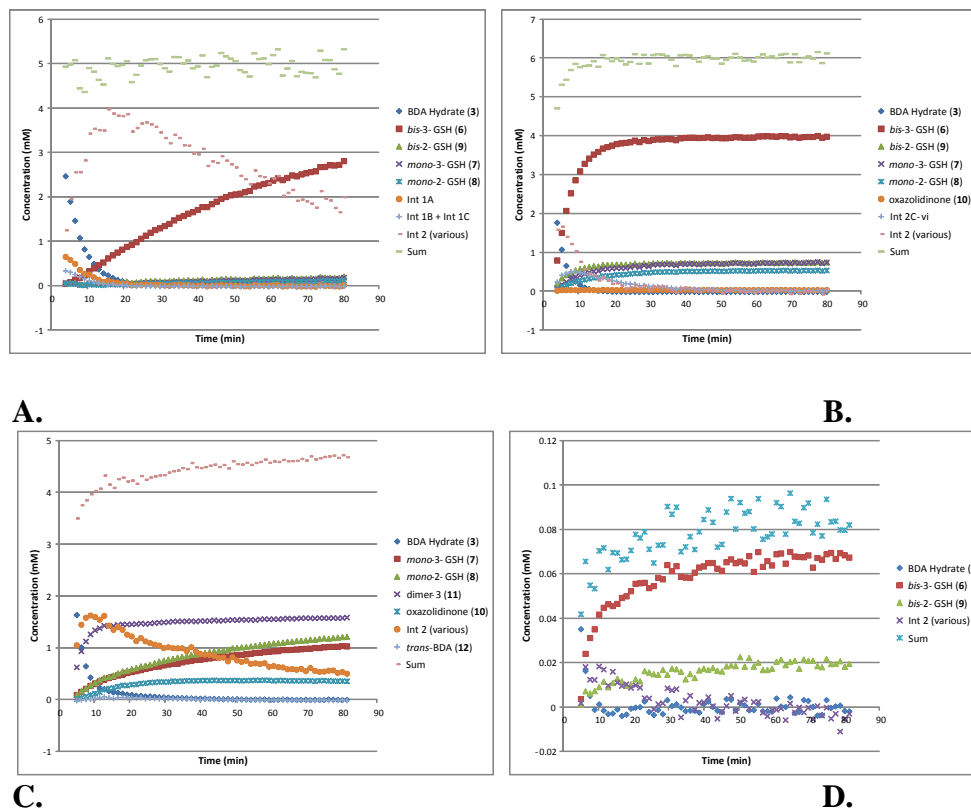 6
5
4
3
2
1
0
-1
0 10 20 30 40 50 60 70 80 90
Concentration (mM)
Time (min)
BDA Hydrate (3)
bis-3- GSH (6)
bis-2- GSH (9)
mono-3- GSH (7)
mono-2- GSH (8)
Int 1A
Int 1B + Int 1C
Int 2 (various)
Sum
7
6
5
4
3
2
1
0
-1
0 10 20 30 40 50 60 70 80 90
Concentration (mM)
Time (min)
BDA Hydrate (3)
bis-3- GSH (6)
bis-2- GSH (9)
mono-3- GSH (7)
mono-2- GSH (8)
oxazolidinone (10)
Int 2C-vi
Int 2 (various)
Sum
A. B.
5
4
3
2
1
0
-1
0 10 20 30 40 50 60 70 80 90
Concentration (mM)
Time (min)
BDA Hydrate (3)
mono-3- GSH (7)
mono-2- GSH (8)
dimer-3 (11)
oxazolidinone (10)
Int 2 (various)
trans-BDA (12)
Sum
0.12
0.1
0.08
0.06
0.04
0.02
0
-0.02
0 10 20 30 40 50 60 70 80 90
Concentration (mM)
Time (min)
BDA Hydrate (
bis-3- GSH (6)
bis-2- GSH (9)
Int 2 (various)
Sum
C. D.